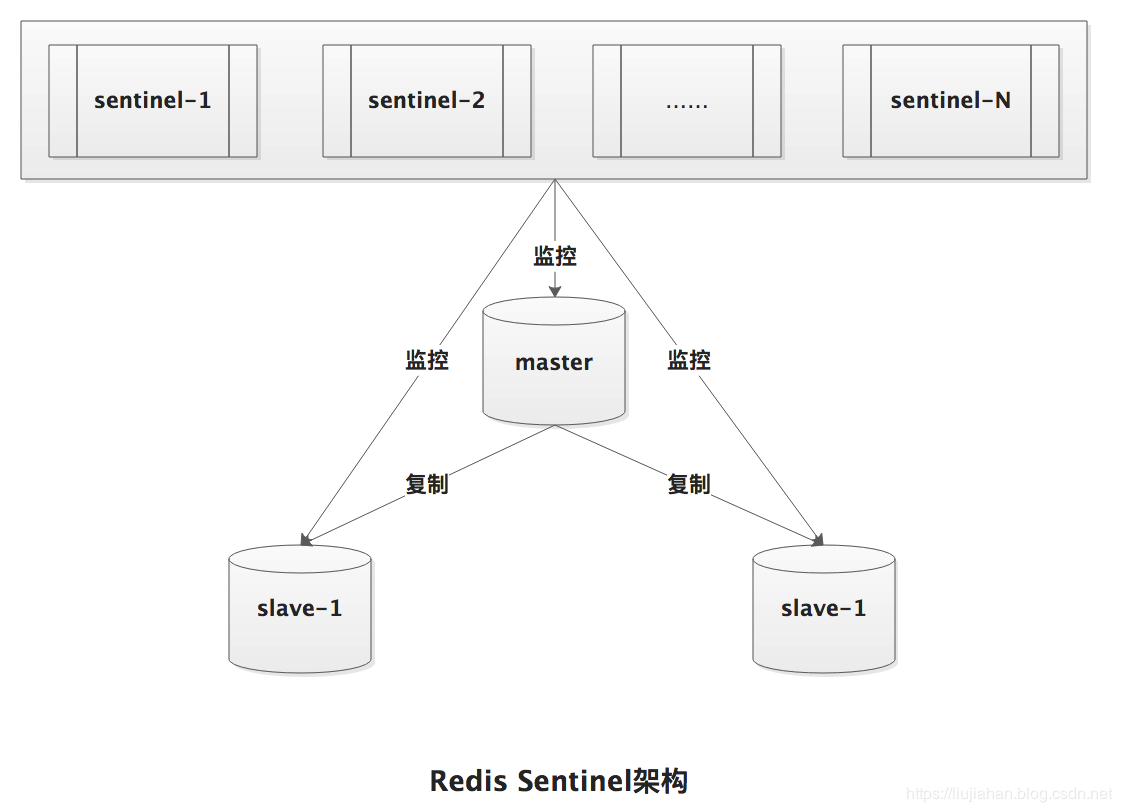 sentinel-1
sentinel-2
......
sentinel-N
监控
master
监控
监控
复制
复制
slave-1
slave-1
Redis Sentinel架构
https://liujiahan.blog.csdn.net